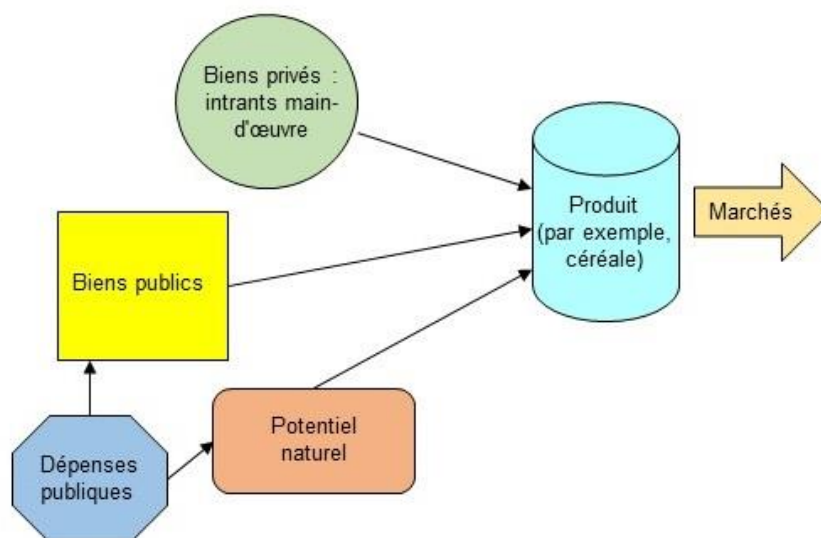 Biens privés :
intrants main-
d'œuvre
Produit
(par exemple,
céréale)
Marchés
Biens publics
Potentiel
naturel
Dépenses
publiques